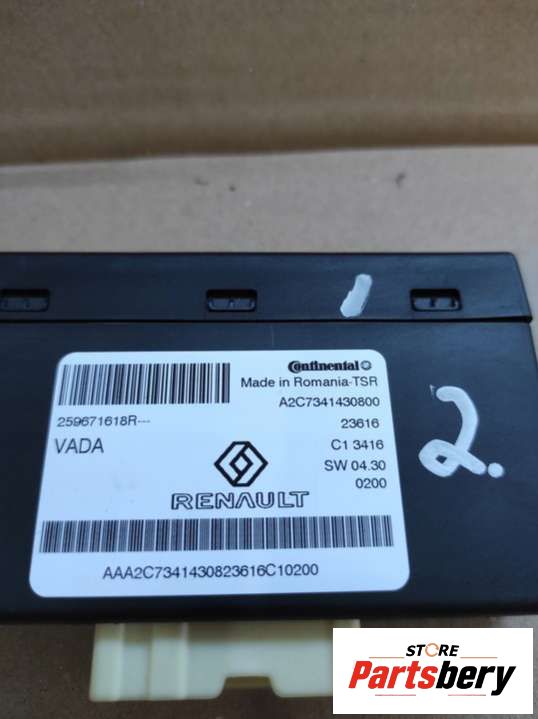 1
Continental
Made in Romania-TSR
A2C7341430800
259671618R---
23616
VADA
C1 3416
SW 04.30
0200
RENAULT
AAA2C7341430823616C10200
2.
STORE
Partsbery